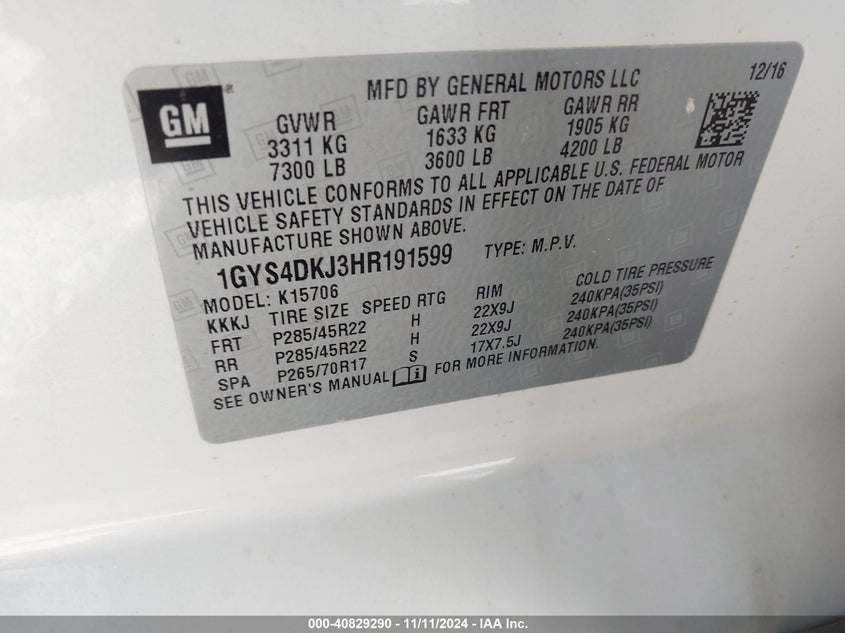 MFD BY GENERAL MOTORS LLC 12/16
GM
GVWR GAWR FRT GAWR RR
3311 KG 1633 KG 1905 KG
7300 LB 3600 LB 4200 LB
THIS VEHICLE CONFORMS TO ALL APPLICABLE U.S. FEDERAL MOTOR
VEHICLE SAFETY STANDARDS IN EFFECT ON THE DATE OF
MANUFACTURE SHOWN ABOVE.
1GYS4DKJ3HR191599 TYPE: M.P.V.
MODEL: K15706
KKKJ TIRE SIZE SPEED RTG RIM COLD TIRE PRESSURE
FRT P285/45R22 H 22X9J 240KPA(35PSI)
RR P285/45R22 H 22X9J 240KPA(35PSI)
SPA P265/70R17 S 17X7.5J 240KPA(35PSI)
SEE OWNER'S MANUAL FOR MORE INFORMATION.
000-40829290 - 11/11/2024 - IAA Inc.